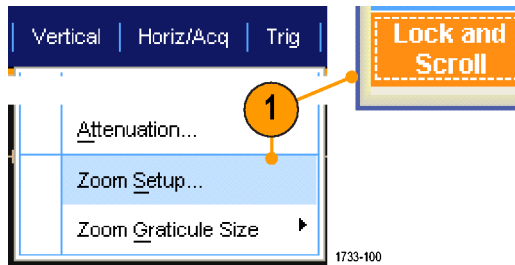 Vertical | Horiz/Acq | Trig
Lock and
Scroll
1
Attenuation...
Zoom Setup...
Zoom Graticule Size
1733-100